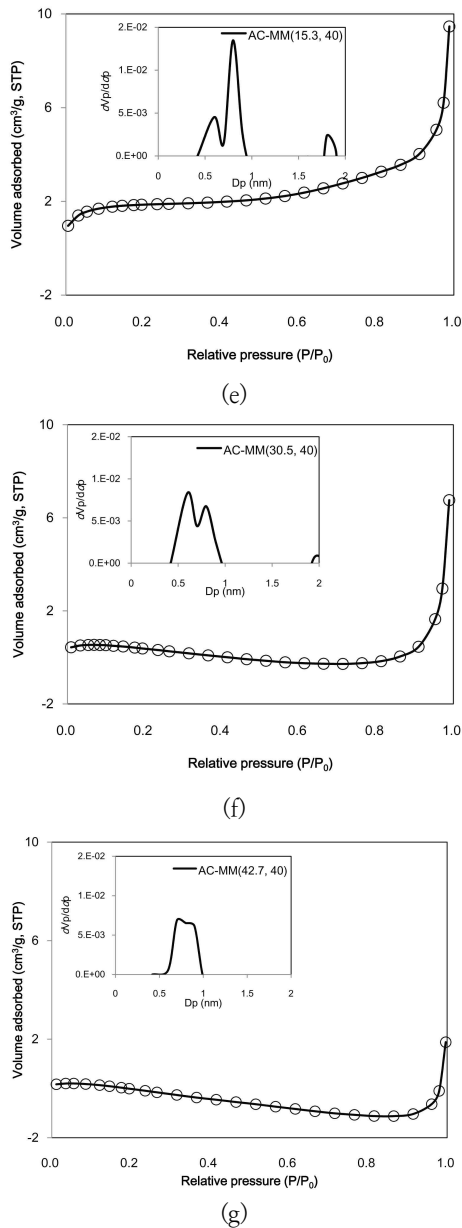 10
6
2
-2
Volume adsorbed (cm³/g, STP)
2.E-02
1.E-02
5.E-03
0.E+00
dVp/ddp
AC-MM(15.3, 40)
0 0.5 1 1.5 2
Dp (nm)
0.0 0.2 0.4 0.6 0.8 1.0
Relative pressure (P/P₀)
(e)
10
6
2
-2
Volume adsorbed (cm³/g, STP)
2.E-02
1.E-02
5.E-03
0.E+00
dVp/ddp
AC-MM(30.5, 40)
0 0.5 1 1.5 2
Dp (nm)
0.0 0.2 0.4 0.6 0.8 1.0
Relative pressure (P/P₀)
(f)
10
6
2
-2
Volume adsorbed (cm³/g, STP)
2.E-02
1.E-02
5.E-03
0.E+00
dVp/ddp
AC-MM(42.7, 40)
0 0.5 1 1.5 2
Dp (nm)
0.0 0.2 0.4 0.6 0.8 1.0
Relative pressure (P/P₀)
(g)